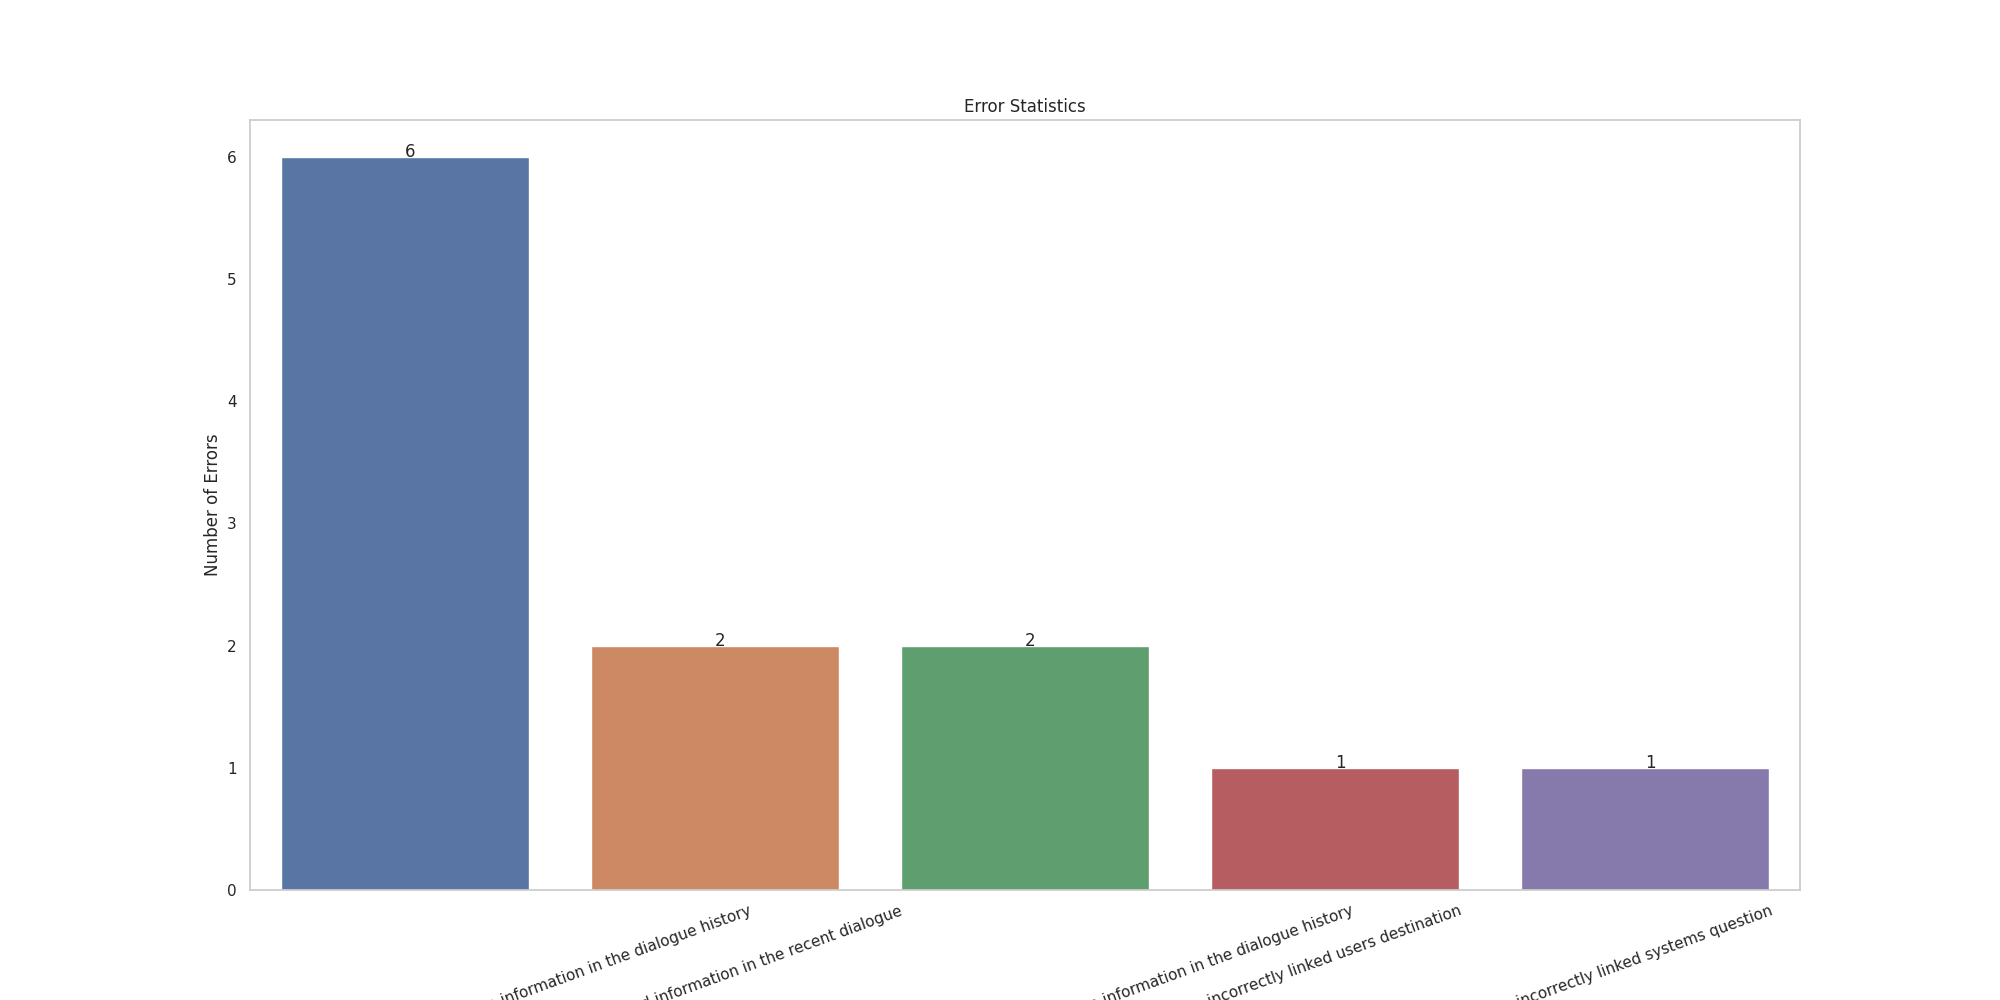 Error Statistics
6
5
4
3
2
1
0
Number of Errors
6
2
2
1
1
information in the dialogue history
information in the recent dialogue
information in the dialogue history
incorrectly linked users destination
incorrectly linked systems question